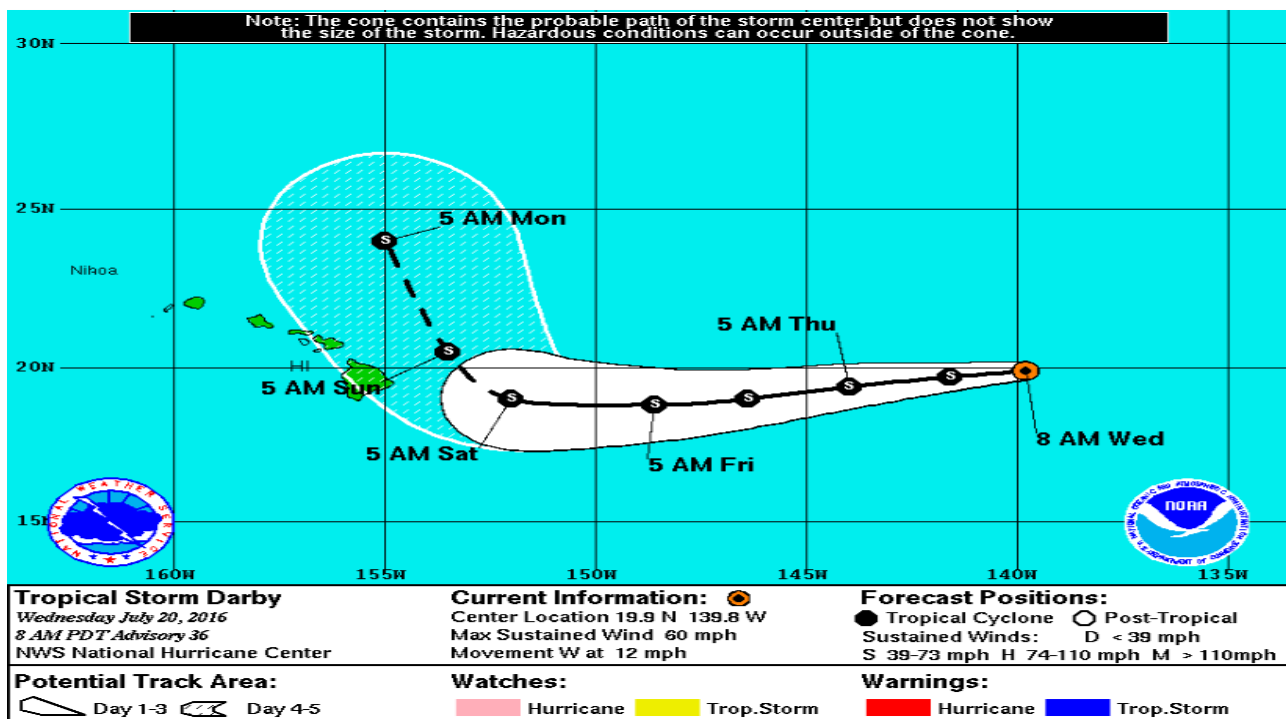 Note: The cone contains the probable path of the storm center but does not show
the size of the storm. Hazardous conditions can occur outside of the cone.
30N
25N
5 AM Mon
S
Nihoa
5 AM Thu
S
HI
20N
5 AM Sun
S
S
S
S
S
8 AM Wed
5 AM Sat
5 AM Fri
15N
NATIONAL WEATHER SERVICE
NOAA
160W
155W
150W
145W
140W
135W
Tropical Storm Darby
Wednesday July 20, 2016
8 AM PDT Advisory 36
NWS National Hurricane Center
Current Information:
Center Location 19.9 N 139.8 W
Max Sustained Wind 60 mph
Movement W at 12 mph
Forecast Positions:
Tropical Cyclone Post-Tropical
Sustained Winds: D < 39 mph
S 39-73 mph H 74-110 mph M > 110mph
Potential Track Area:
Day 1-3 Day 4-5
Watches:
Hurricane Trop.Storm
Warnings:
Hurricane Trop.Storm